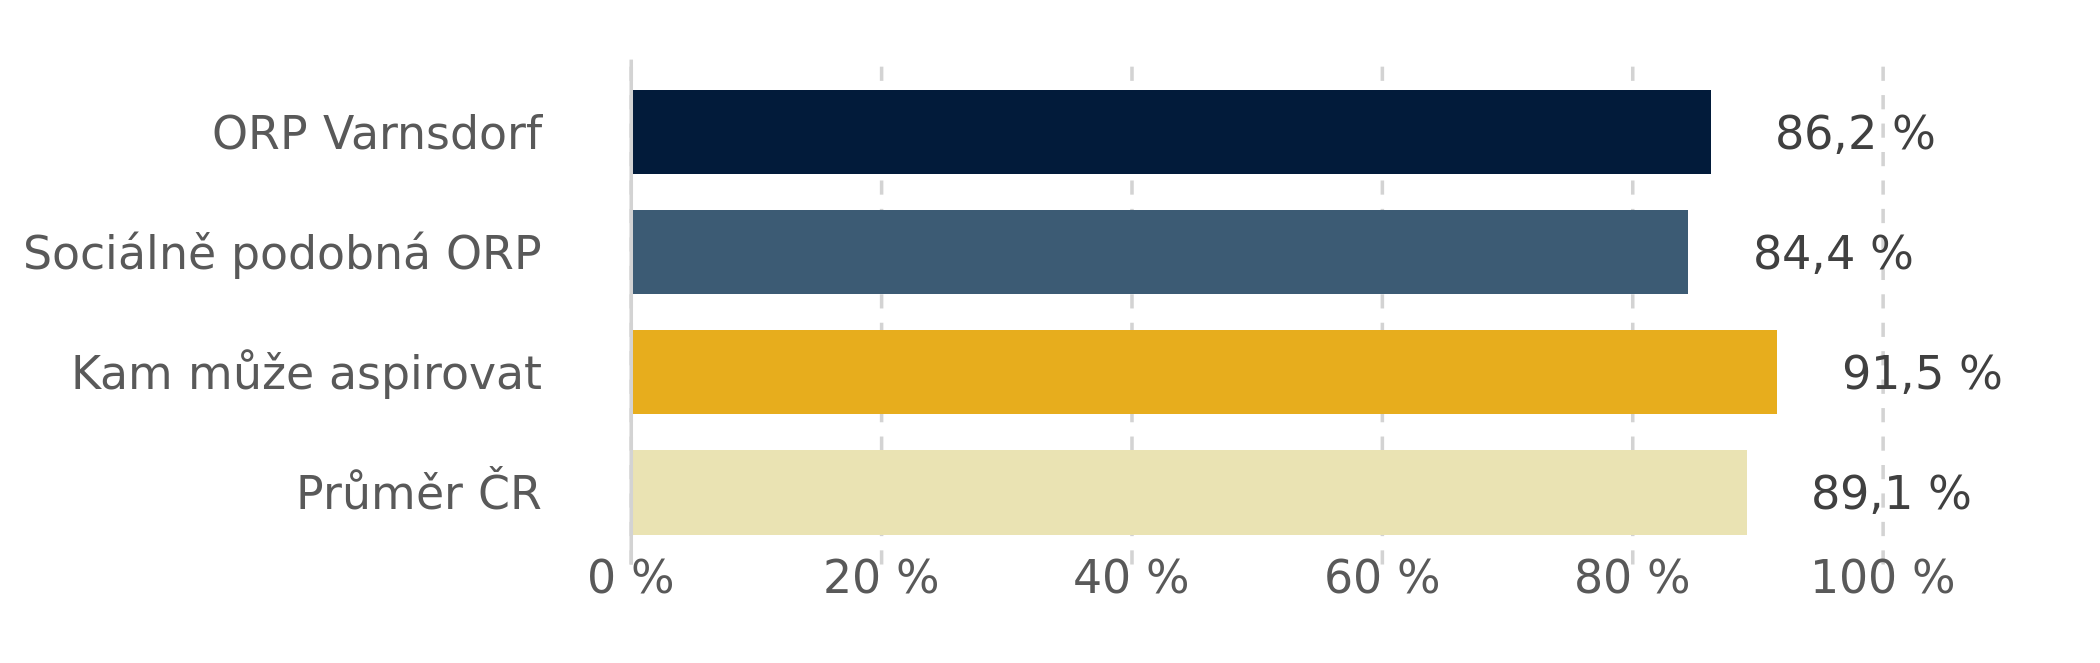 ORP Varnsdorf 86,2 %
Sociálně podobná ORP 84,4 %
Kam může aspirovat 91,5 %
Průměr ČR 89,1 %
0 % 20 % 40 % 60 % 80 % 100 %